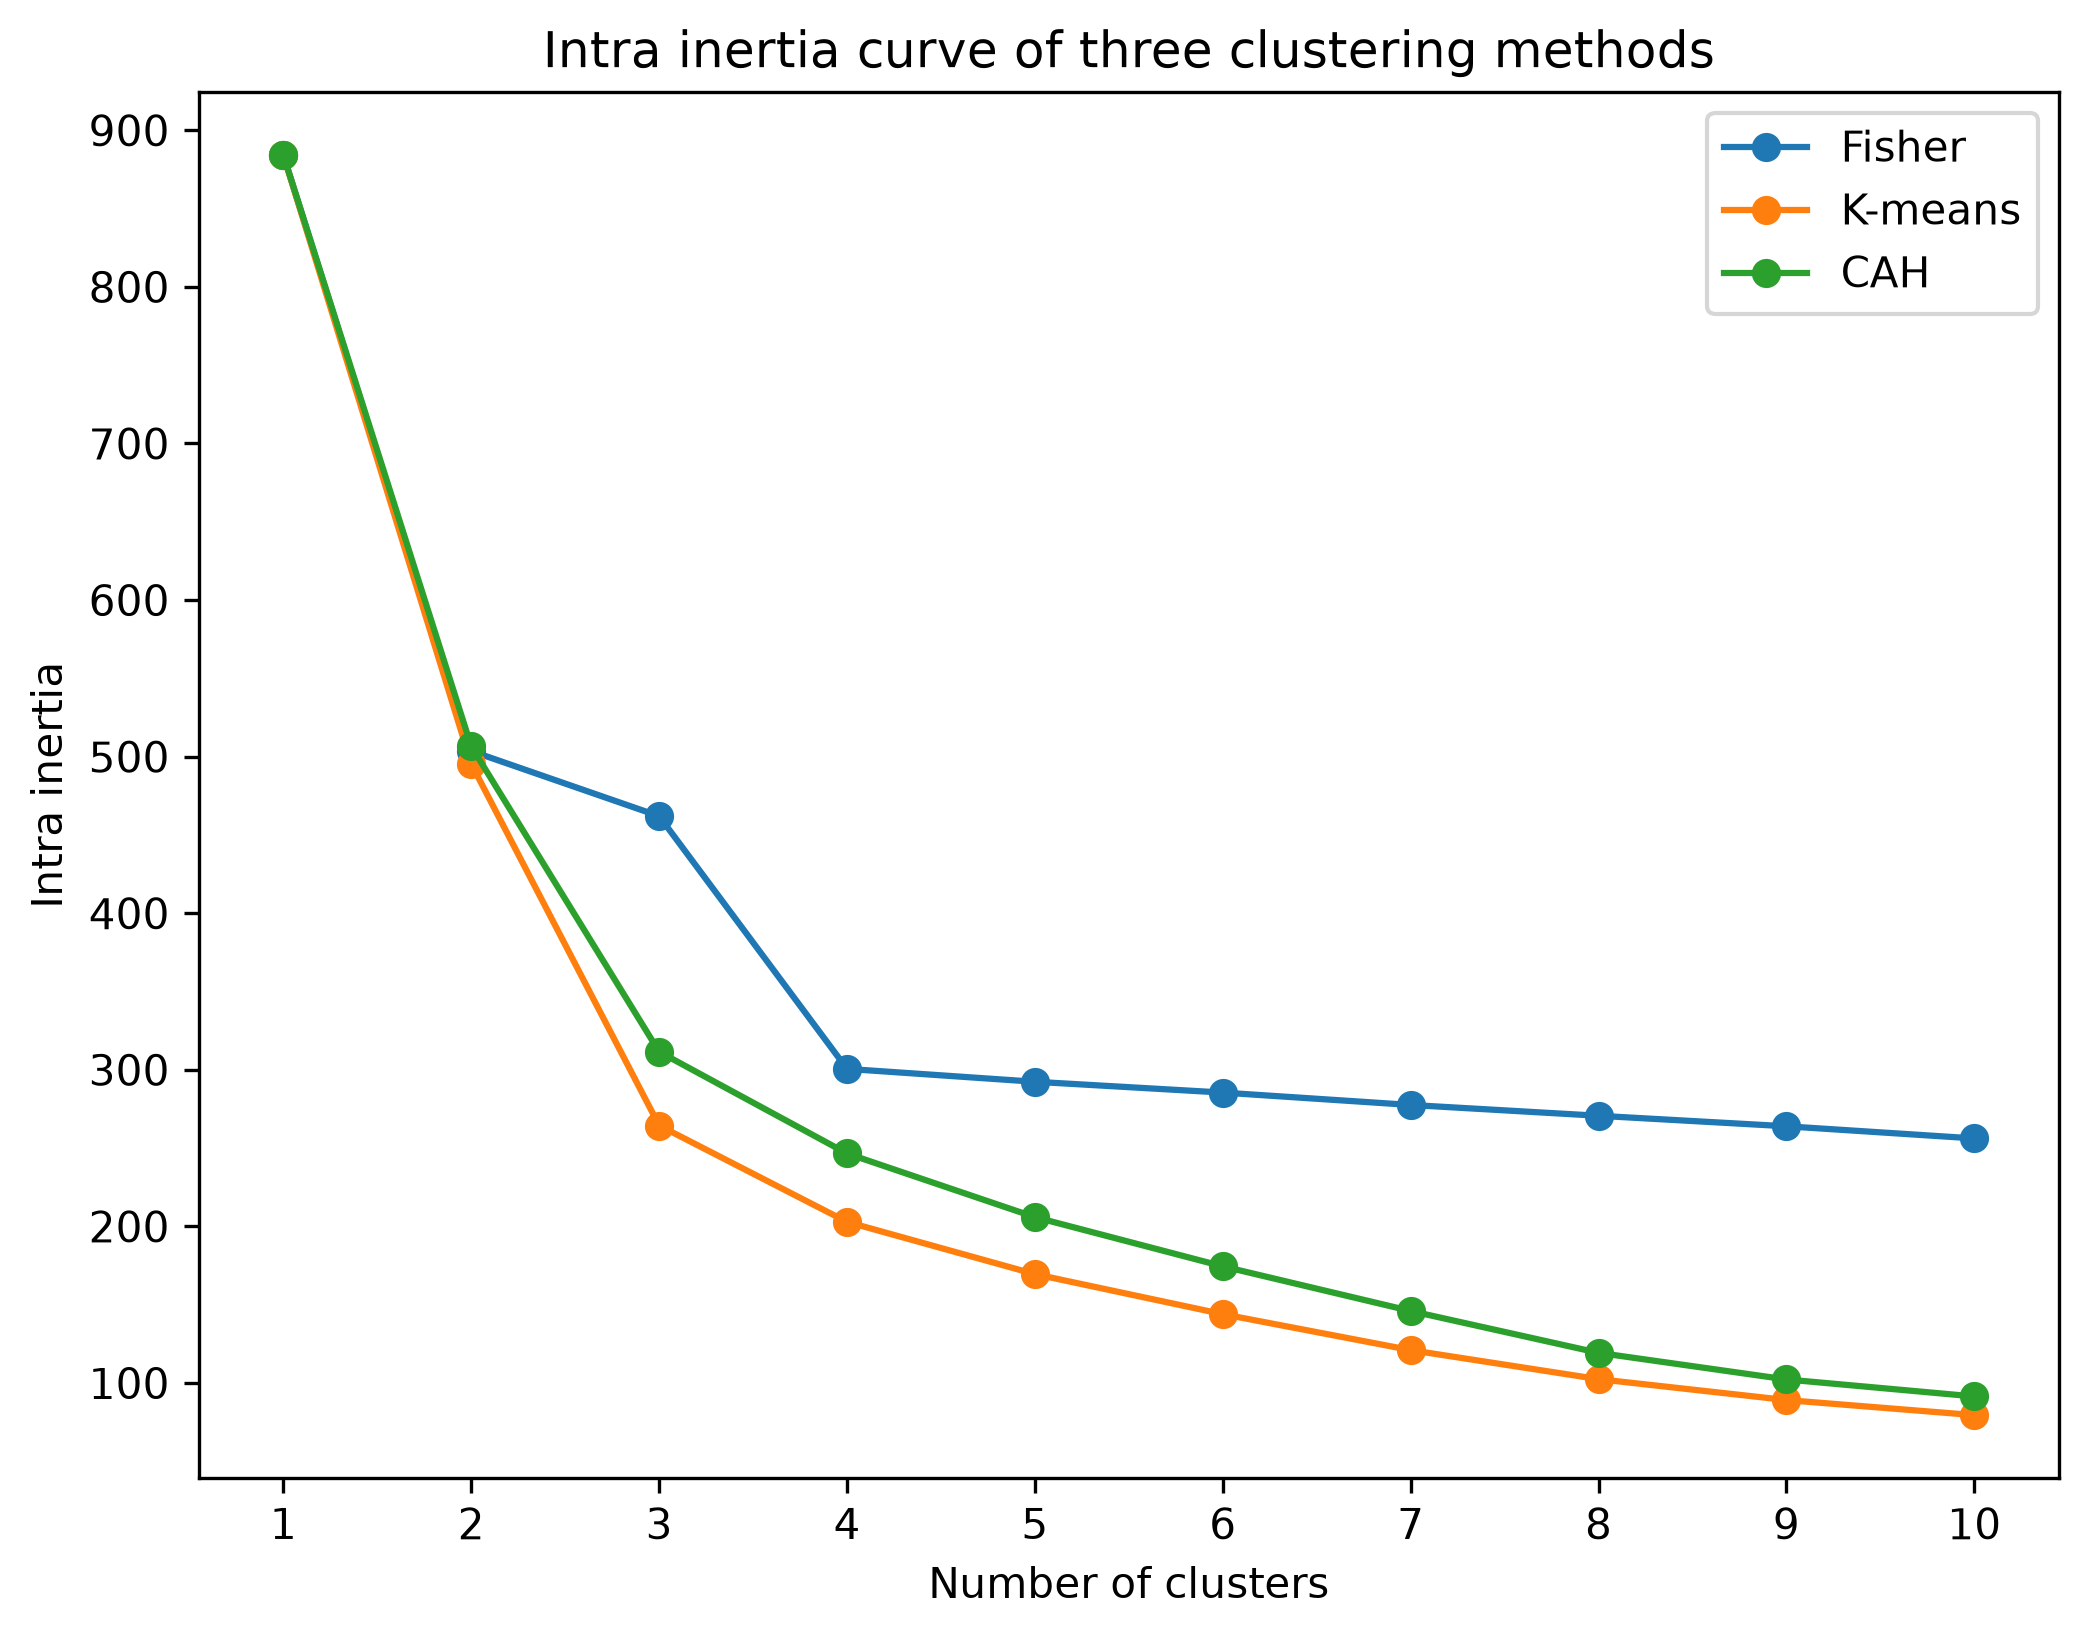 Intra inertia curve of three clustering methods
900
800
700
600
500
400
300
200
100
Intra inertia
Fisher
K-means
CAH
1 2 3 4 5 6 7 8 9 10
Number of clusters